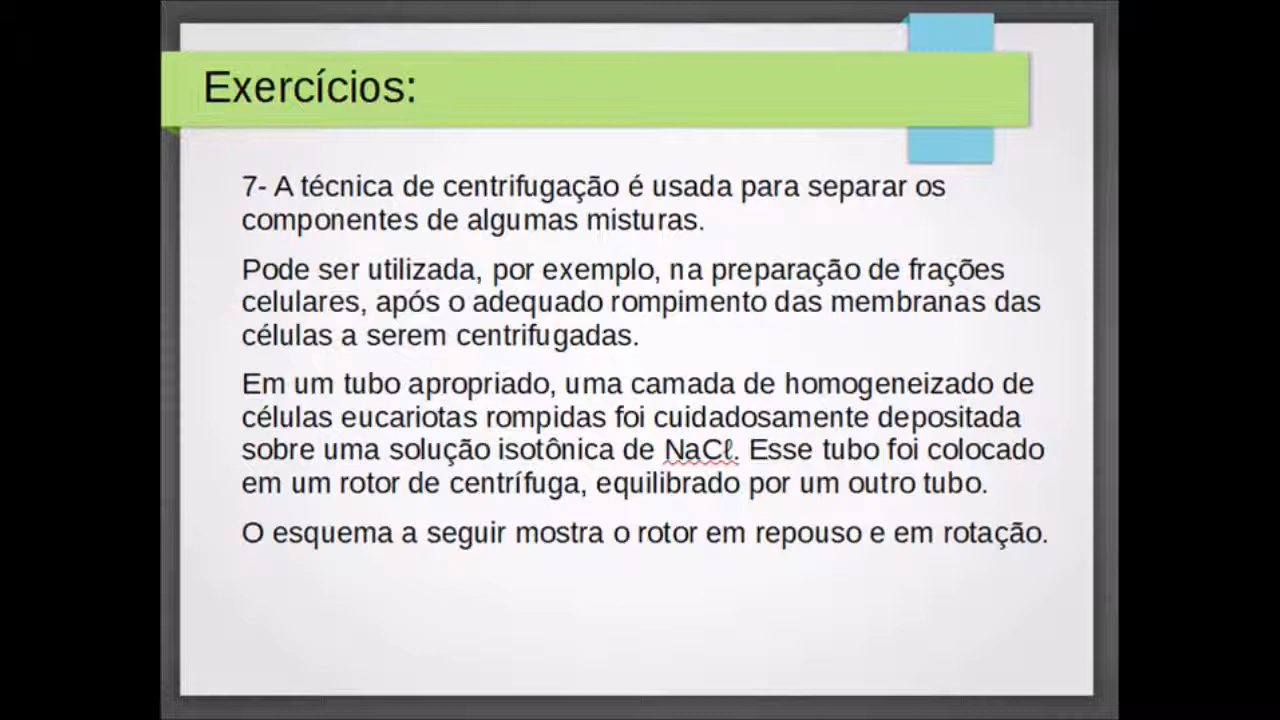 Exercícios:
7- A técnica de centrifugação é usada para separar os
componentes de algumas misturas.
Pode ser utilizada, por exemplo, na preparação de frações
celulares, após o adequado rompimento das membranas das
células a serem centrifugadas.
Em um tubo apropriado, uma camada de homogeneizado de
células eucariotas rompidas foi cuidadosamente depositada
sobre uma solução isotônica de NaCℓ. Esse tubo foi colocado
em um rotor de centrífuga, equilibrado por um outro tubo.
O esquema a seguir mostra o rotor em repouso e em rotação.